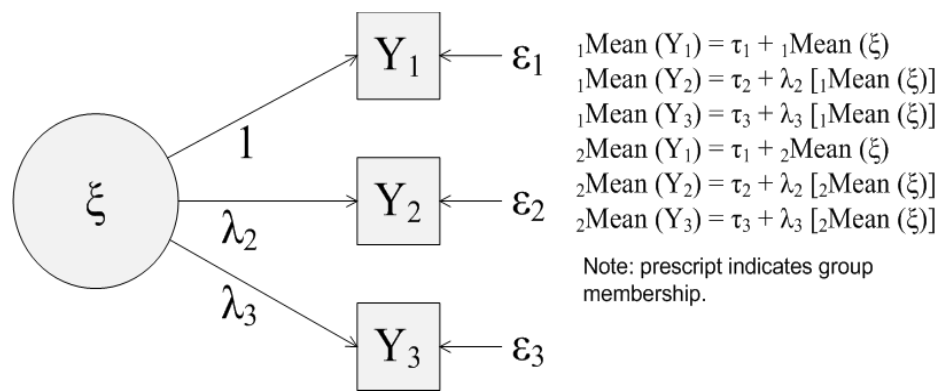 Y₁
ε₁
1
ξ
Y₂
ε₂
λ₂
λ₃
Y₃
ε₃
₁Mean (Y₁) = τ₁ + ₁Mean (ξ)
₁Mean (Y₂) = τ₂ + λ₂ [₁Mean (ξ)]
₁Mean (Y₃) = τ₃ + λ₃ [₁Mean (ξ)]
₂Mean (Y₁) = τ₁ + ₂Mean (ξ)
₂Mean (Y₂) = τ₂ + λ₂ [₂Mean (ξ)]
₂Mean (Y₃) = τ₃ + λ₃ [₂Mean (ξ)]
Note: prescript indicates group
membership.